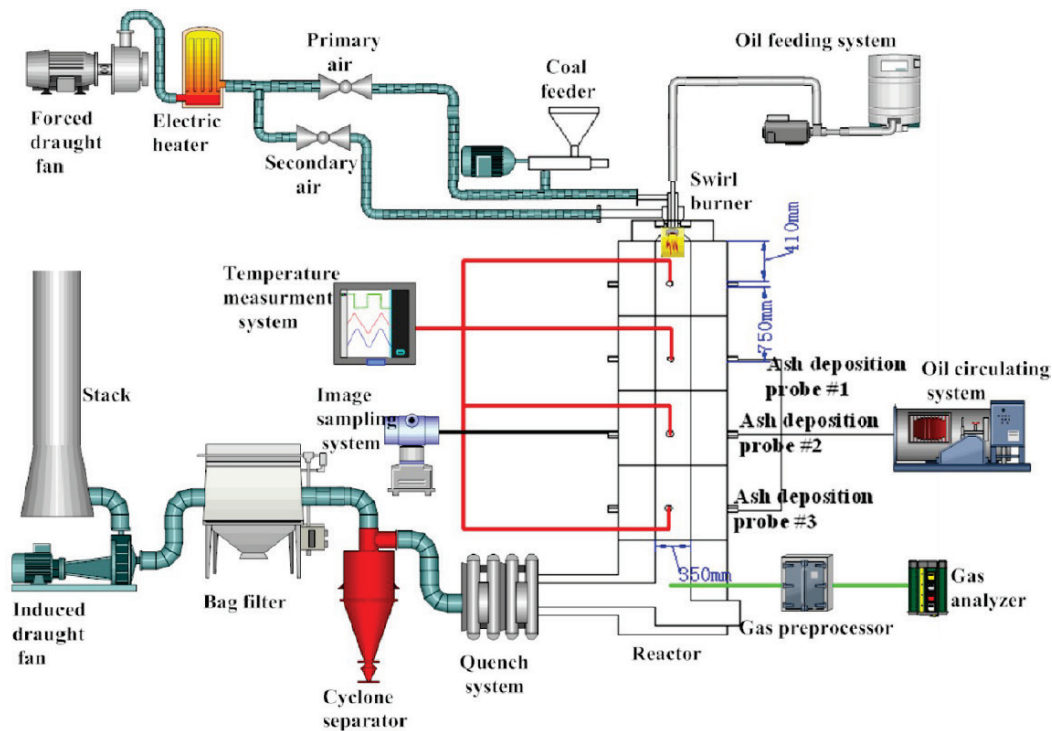 Primary
air
Oil feeding system
Coal
feeder
Forced
draught
fan
Electric
heater
Secondary
air
Swirl
burner
410mm
Temperature
measurment
system
750mm
Ash deposition
probe #1
Oil circulating
system
Stack
Image
sampling
system
Ash deposition
probe #2
Ash deposition
probe #3
350mm
Induced
draught
fan
Bag filter
Cyclone
separator
Quench
system
Reactor
Gas preprocessor
Gas
analyzer